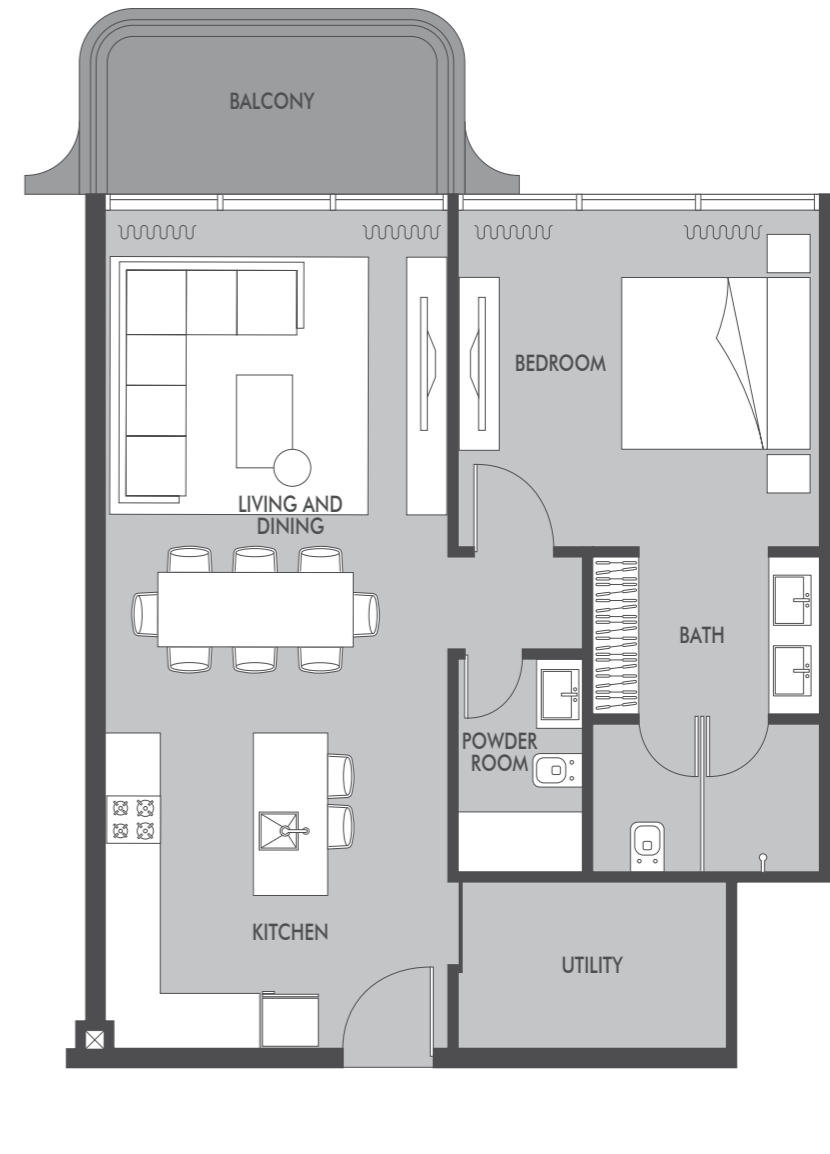 BALCONY
BEDROOM
LIVING AND
DINING
BATH
POWDER
ROOM
KITCHEN
UTILITY